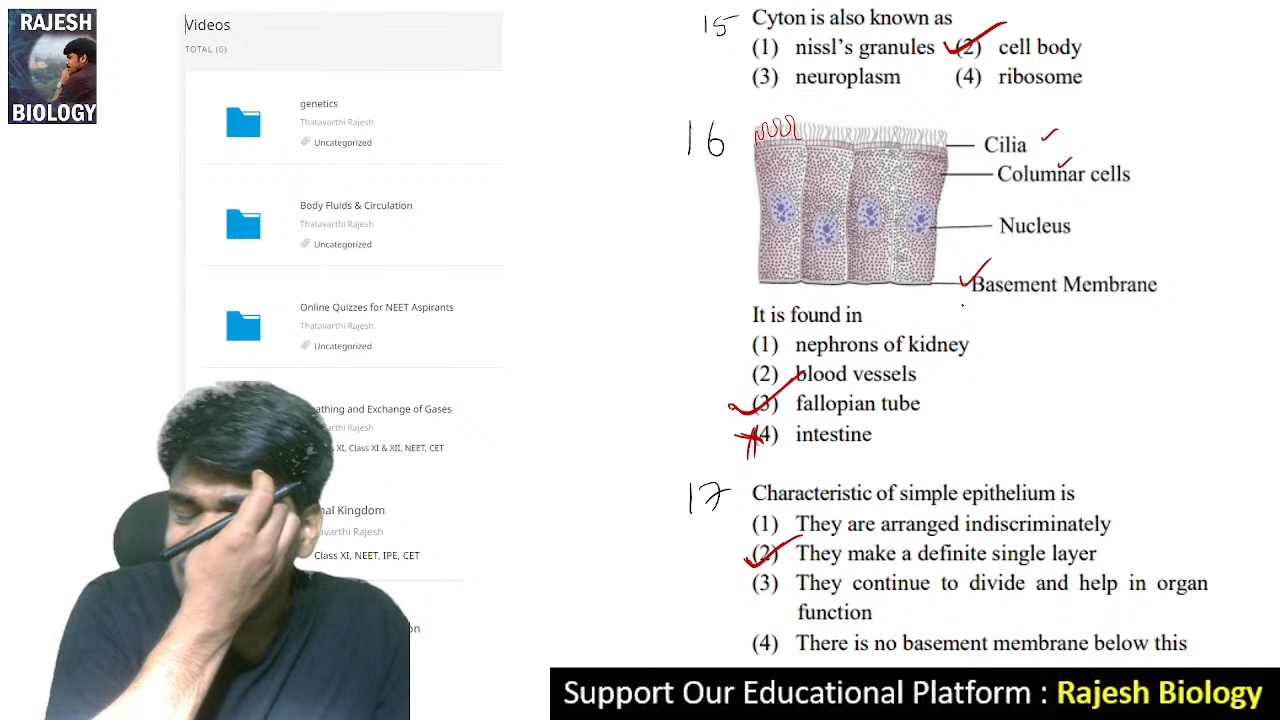 RAJESH
BIOLOGY
Videos
TOTAL (6)
genetics
Thatavarthi Rajesh
Uncategorized
Body Fluids & Circulation
Thatavarthi Rajesh
Uncategorized
Online Quizzes for NEET Aspirants
Thatavarthi Rajesh
Uncategorized
and Exchange of Gases
Rajesh
XI, Class XI & XII, NEET, CET
Kingdom
Rajesh
Class XI, NEET, IPE, CET
15 Cyton is also known as
(1) nissl's granules (2) cell body
(3) neuroplasm (4) ribosome
16
Cilia
Columnar cells
Nucleus
Basement Membrane
It is found in
(1) nephrons of kidney
(2) blood vessels
(3) fallopian tube
(4) intestine
17 Characteristic of simple epithelium is
(1) They are arranged indiscriminately
(2) They make a definite single layer
(3) They continue to divide and help in organ
function
(4) There is no basement membrane below this
Support Our Educational Platform : Rajesh Biology